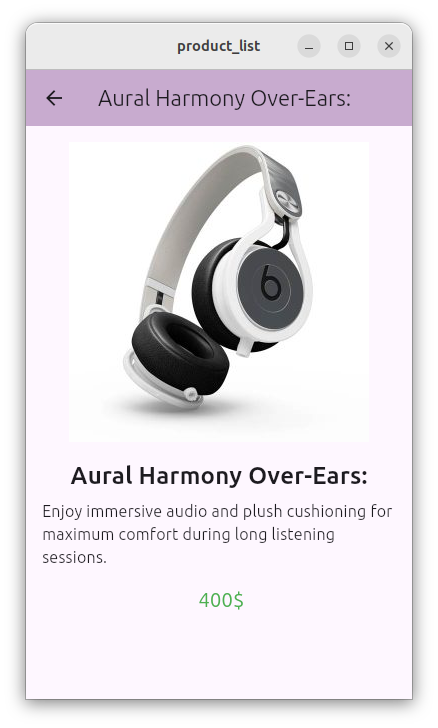 product_list
Aural Harmony Over-Ears:
b
Aural Harmony Over-Ears:
Enjoy immersive audio and plush cushioning for
maximum comfort during long listening
sessions.
400$